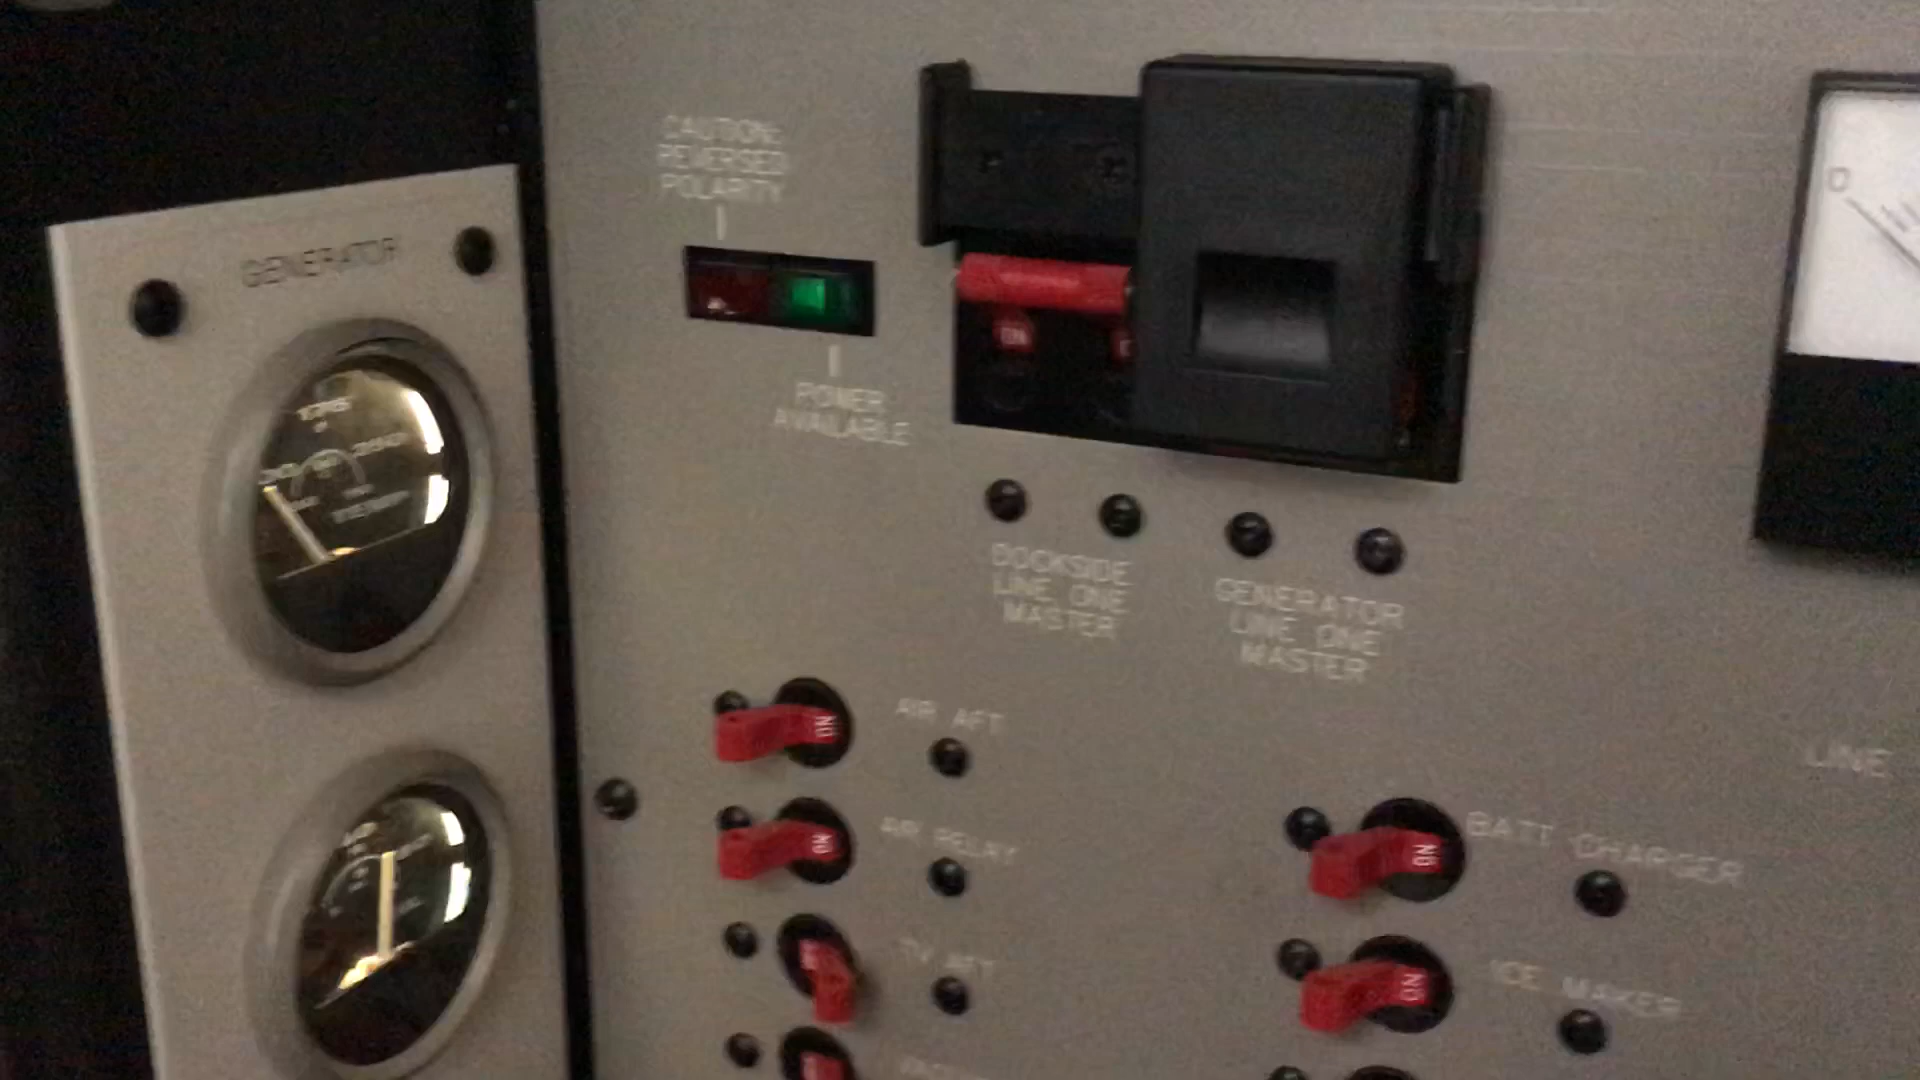 GENERATOR
CAUTION:
REVERSED
POLARITY
POWER
AVAILABLE
ON
DOCKSIDE
LINE ONE
MASTER
GENERATOR
LINE ONE
MASTER
0
LINE
ON
AIR AFT
ON
AIR RELAY
TV AFT
ON
BATT CHARGER
ON
ICE MAKER